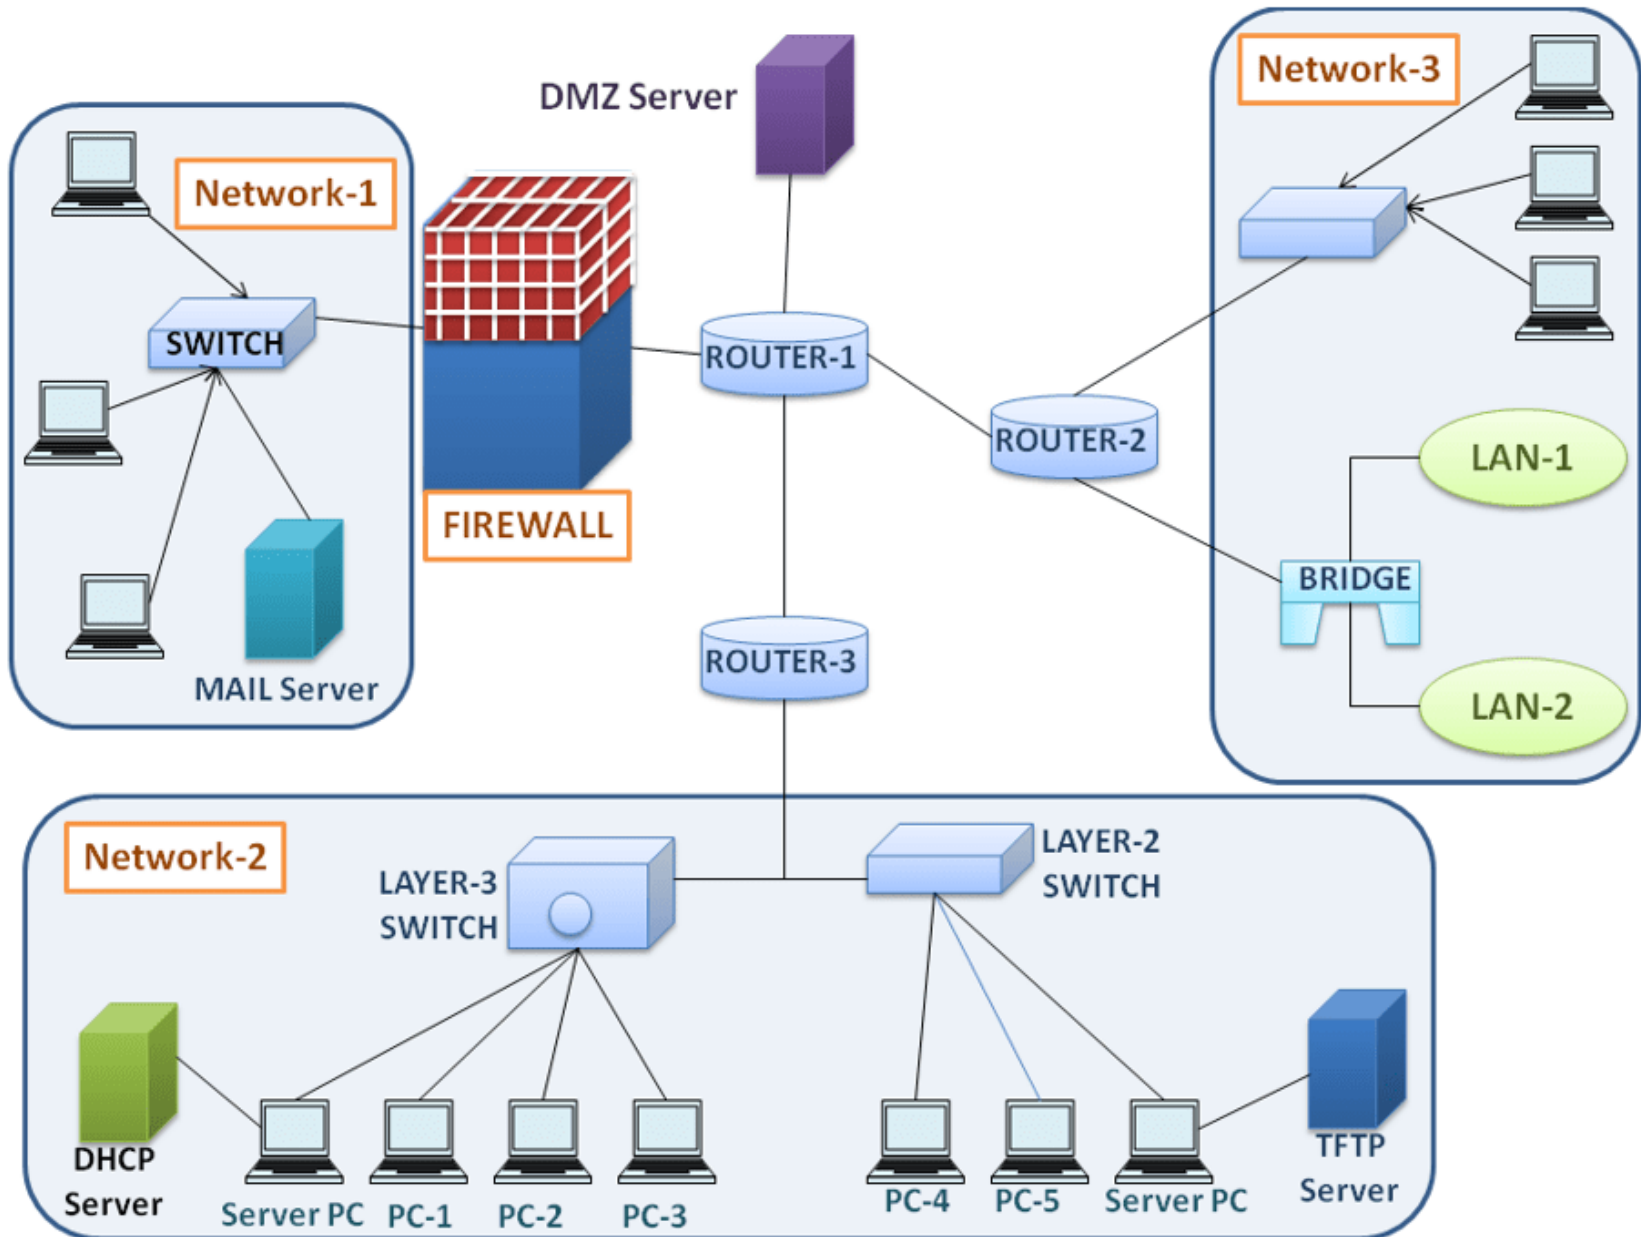 DMZ Server
Network-3
Network-1
SWITCH
ROUTER-1
ROUTER-2
LAN-1
FIREWALL
BRIDGE
MAIL Server
ROUTER-3
LAN-2
Network-2
LAYER-3
SWITCH
LAYER-2
SWITCH
DHCP
Server
Server PC
PC-1
PC-2
PC-3
PC-4
PC-5
Server PC
TFTP
Server